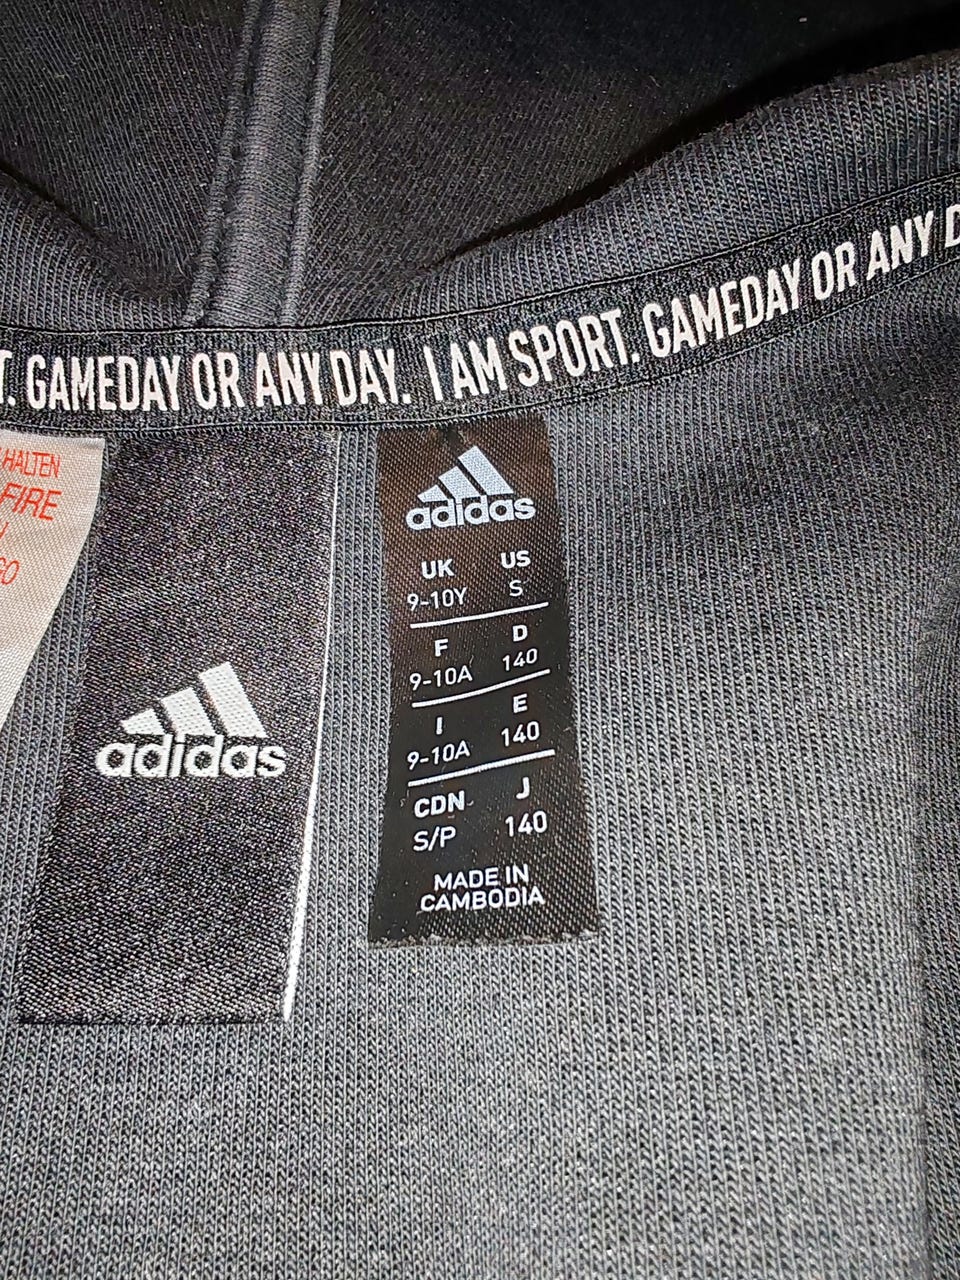 T. GAMEDAY OR ANY DAY. I AM SPORT. GAMEDAY OR ANY D
HALTEN
FIRE
adidas
adidas
UK US
9-10Y S
F D
9-10A 140
I E
9-10A 140
CDN J
S/P 140
MADE IN
CAMBODIA